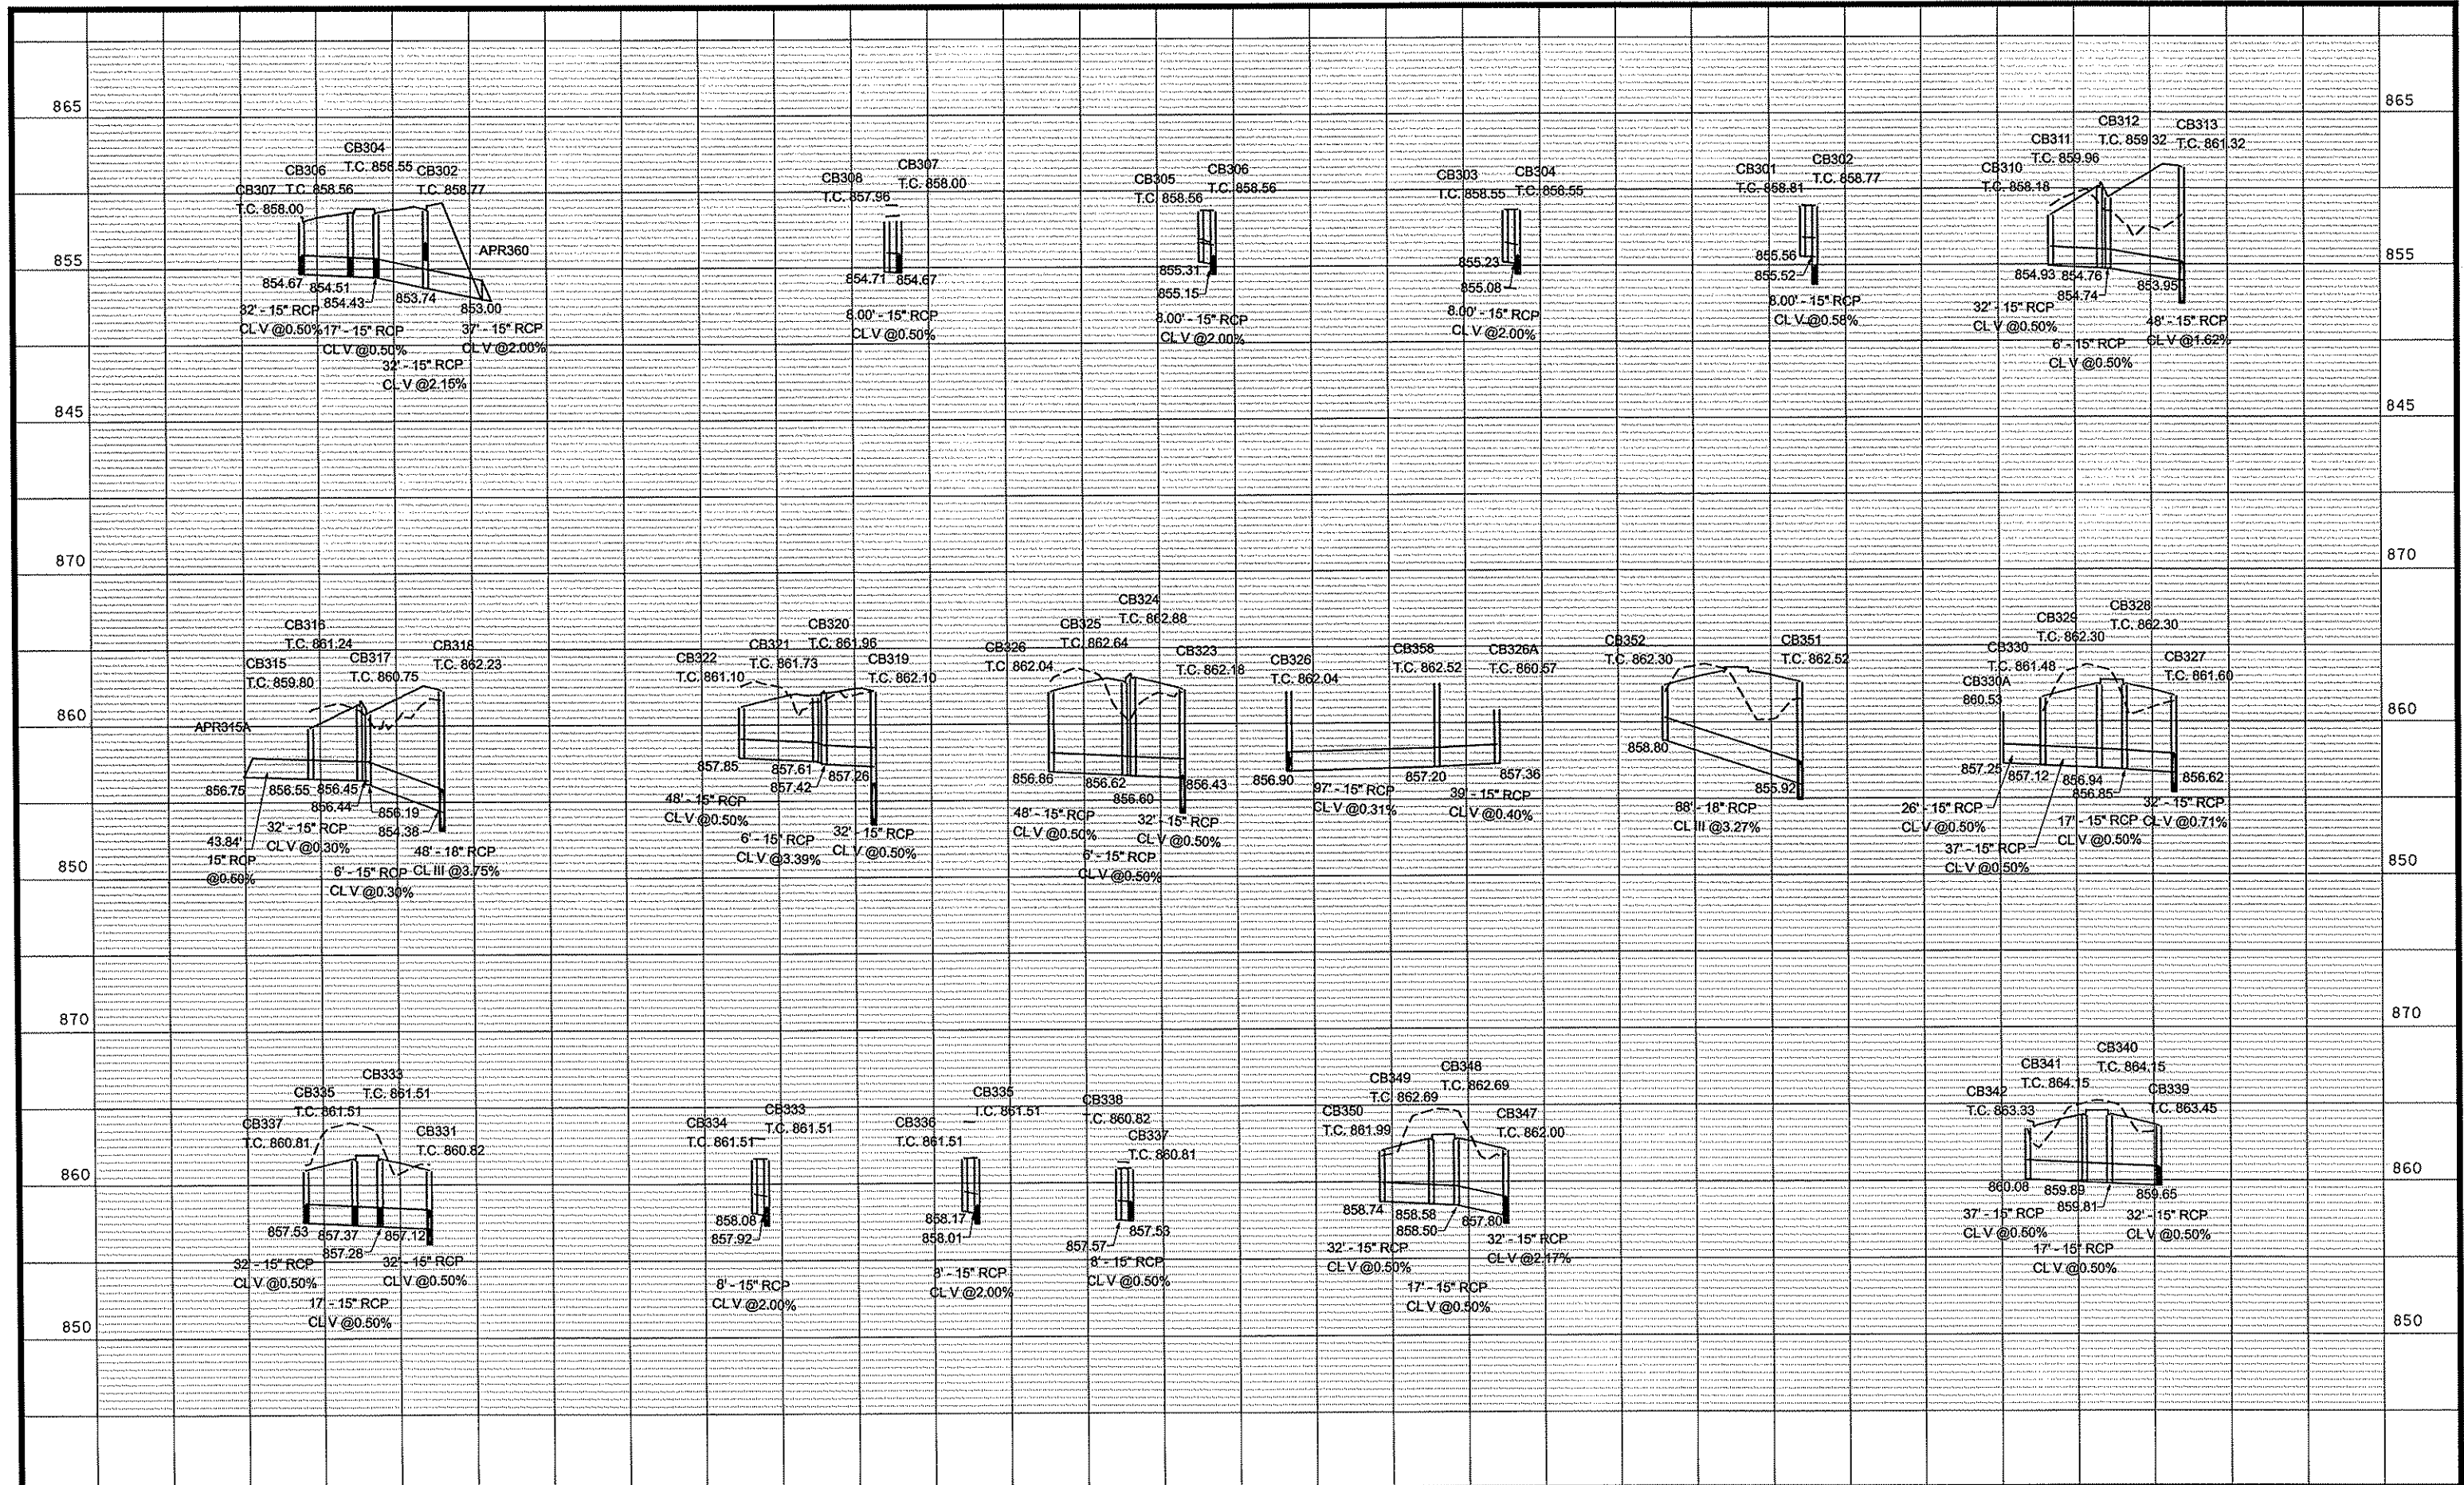 865
865
CB307
T.C. 858.00
CB306
T.C. 858.56
CB304
T.C. 858.55
CB302
T.C. 858.77
APR360
854.67
854.51
854.43
853.74
853.00
32' - 15" RCP
CL V @0.50%
17' - 15" RCP
CL V @0.50%
32' - 15" RCP
CL V @2.15%
37' - 15" RCP
CL V @2.00%
CB308
T.C. 857.96
CB307
T.C. 858.00
854.71
854.67
8.00' - 15" RCP
CL V @0.50%
CB305
T.C. 858.56
CB306
T.C. 858.56
855.31
855.15
8.00' - 15" RCP
CL V @2.00%
CB303
T.C. 858.55
CB304
T.C. 858.55
855.23
855.08
8.00' - 15" RCP
CL V @2.00%
CB301
T.C. 858.81
CB302
T.C. 858.77
855.56
855.52
8.00' - 15" RCP
CL V @0.58%
CB310
T.C. 858.18
CB311
T.C. 859.96
CB312
T.C. 859.32
CB313
T.C. 861.32
854.93
854.76
854.74
853.95
32' - 15" RCP
CL V @0.50%
6' - 15" RCP
CL V @0.50%
48' - 15" RCP
CL V @1.62%
855
855
845
845
870
870
APR315A
CB315
T.C. 859.80
CB316
T.C. 861.24
CB317
T.C. 860.75
CB318
T.C. 862.23
856.75
856.55
856.45
856.44
856.19
854.38
43.84'
15" RCP
@0.50%
32' - 15" RCP
CL V @0.30%
6' - 15" RCP
CL V @0.30%
48' - 18" RCP
CL III @3.75%
CB322
T.C. 861.10
CB321
T.C. 861.73
CB320
T.C. 861.96
CB319
T.C. 862.10
857.85
857.61
857.42
857.26
48' - 15" RCP
CL V @0.50%
6' - 15' RCP
CL V @3.39%
32' - 15" RCP
CL V @0.50%
CB326
T.C. 862.04
CB325
T.C. 862.64
CB324
T.C. 862.88
CB323
T.C. 862.18
856.86
856.62
856.60
856.43
48' - 15" RCP
CL V @0.50%
6' - 15" RCP
CL V @0.50%
32' - 15" RCP
CL V @0.50%
CB326
T.C. 862.04
CB358
T.C. 862.52
CB326A
T.C. 860.57
856.90
857.20
857.36
97' - 15" RCP
CL V @0.31%
39' - 15" RCP
CL V @0.40%
CB352
T.C. 862.30
CB351
T.C. 862.52
858.80
855.92
88' - 18" RCP
CL III @3.27%
CB330A
860.53
CB330
T.C. 861.48
CB329
T.C. 862.30
CB328
T.C. 862.30
CB327
T.C. 861.60
857.25
857.12
856.94
856.85
856.62
26' - 15" RCP
CL V @0.50%
37' - 15" RCP
CL V @0.50%
17' - 15" RCP
CL V @0.50%
32' - 15" RCP
CL V @0.71%
860
860
850
850
870
870
CB337
T.C. 860.81
CB335
T.C. 861.51
CB333
T.C. 861.51
CB331
T.C. 860.82
857.53
857.37
857.28
857.12
32' - 15" RCP
CL V @0.50%
17' - 15" RCP
CL V @0.50%
32' - 15" RCP
CL V @0.50%
CB334
T.C. 861.51
CB333
T.C. 861.51
858.08
857.92
8' - 15" RCP
CL V @2.00%
CB336
T.C. 861.51
CB335
T.C. 861.51
858.17
858.01
8' - 15" RCP
CL V @2.00%
CB338
T.C. 860.82
CB337
T.C. 860.81
857.57
857.53
8' - 15" RCP
CL V @0.50%
CB350
T.C. 861.99
CB349
T.C. 862.69
CB348
T.C. 862.69
CB347
T.C. 862.00
858.74
858.58
858.50
857.80
32' - 15" RCP
CL V @0.50%
17' - 15" RCP
CL V @0.50%
32' - 15" RCP
CL V @2.17%
CB342
T.C. 863.33
CB341
T.C. 864.15
CB340
T.C. 864.15
CB339
T.C. 863.45
860.08
859.89
859.81
859.65
37' - 15" RCP
CL V @0.50%
17' - 15" RCP
CL V @0.50%
32' - 15" RCP
CL V @0.50%
860
860
850
850